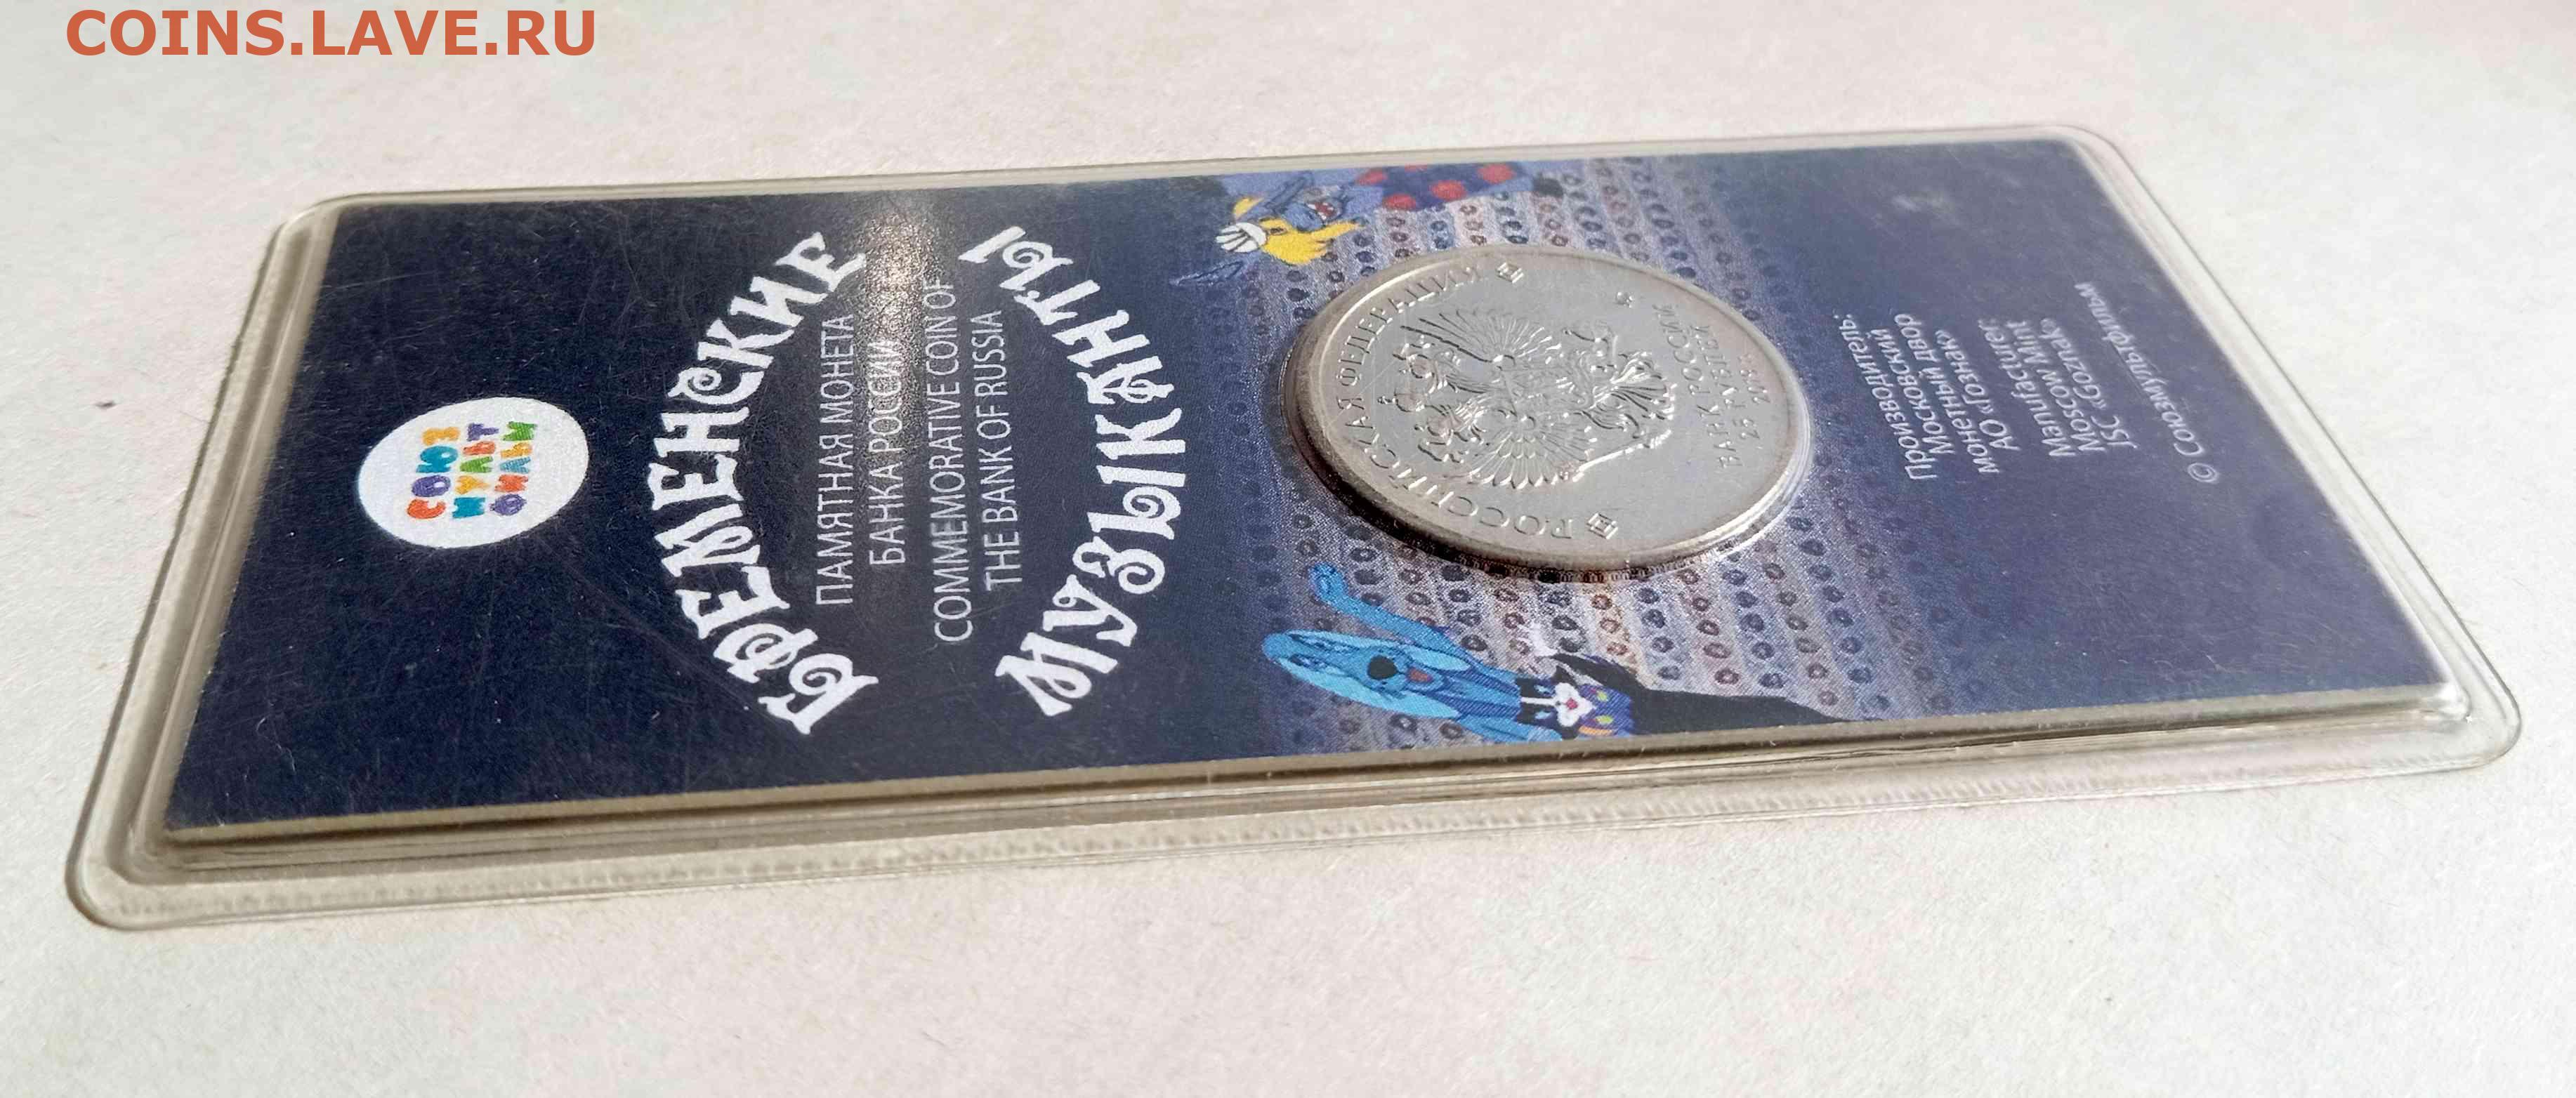 COINS.LAVE.RU
СОЮЗ
МУЛЬТ
ФИЛЬМ
БРЕМЕНСКИЕ
ПАМЯТНАЯ МОНЕТА
БАНКА РОССИИ
COMMEMORATIVE COIN OF
THE BANK OF RUSSIA
МУЗЫКАНТЫ
РОССИЙСКАЯ ФЕДЕРАЦИЯ
БАНК РОССИИ
25 РУБЛЕЙ
Производитель:
Московский
монетный двор
АО «Гознак»
Manufacturer:
Moscow Mint
JSC «Goznak»
© Союзмультфильм